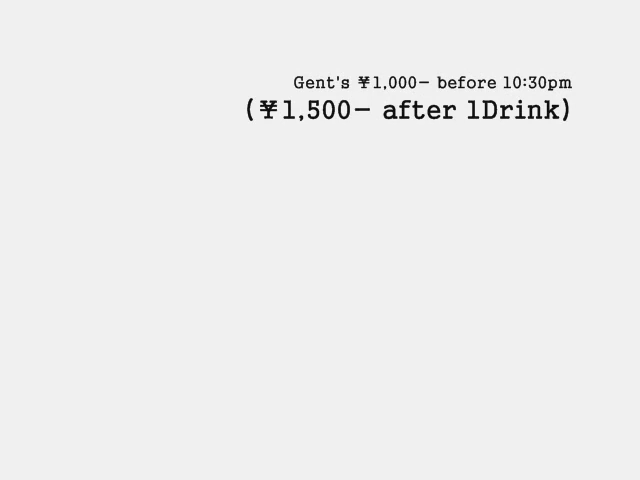 Gent's ¥1,000− before 10:30pm
(¥1,500− after 1Drink)